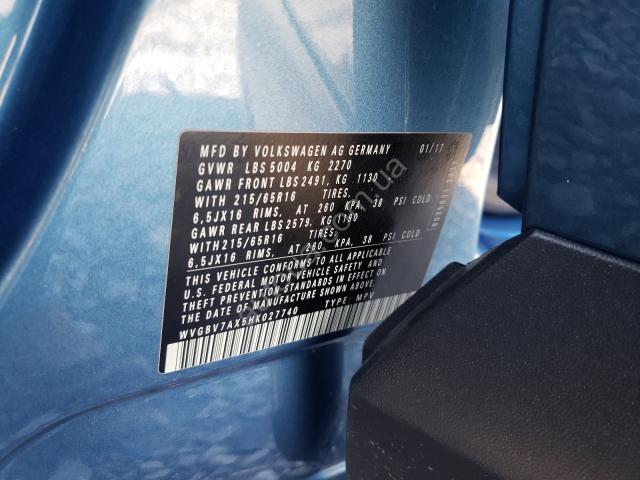 MFD BY VOLKSWAGEN AG GERMANY 01/17
GVWR LBS 5004 KG 2270
GAWR FRONT LBS 2491, KG 1130
WITH 215/65R16 TIRES,
6,5JX16 RIMS, AT 260 KPA, 38 PSI COLD
GAWR REAR LBS 2579, KG 1190
WITH 215/65R16 TIRES,
6,5JX16 RIMS, AT 260 KPA, 38 PSI COLD
THIS VEHICLE CONFORMS TO ALL APPLICABLE
U.S. FEDERAL MOTOR VEHICLE SAFETY AND
THEFT PREVENTION STANDARDS IN EFFECT ON
THE DATE OF MANUFACTURE SHOWN ABOVE
WVGBV7AX5HK027740 TYPE: MPV